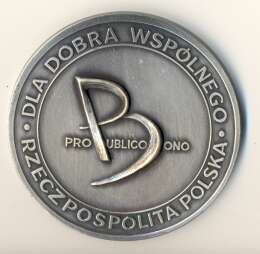 DLA DOBRA WSPÓLNEGO
PRO PUBLICO BONO
RZECZPOSPOLITA POLSKA